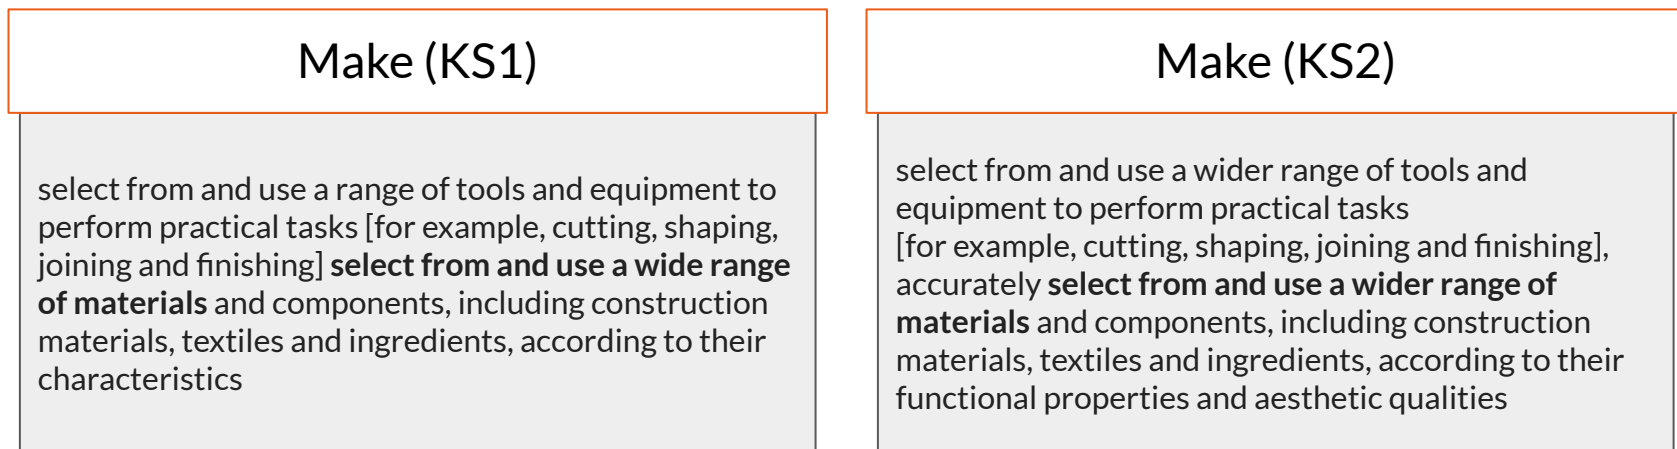 Make (KS1)
select from and use a range of tools and equipment to
perform practical tasks [for example, cutting, shaping,
joining and finishing] select from and use a wide range
of materials and components, including construction
materials, textiles and ingredients, according to their
characteristics
Make (KS2)
select from and use a wider range of tools and
equipment to perform practical tasks
[for example, cutting, shaping, joining and finishing],
accurately select from and use a wider range of
materials and components, including construction
materials, textiles and ingredients, according to their
functional properties and aesthetic qualities